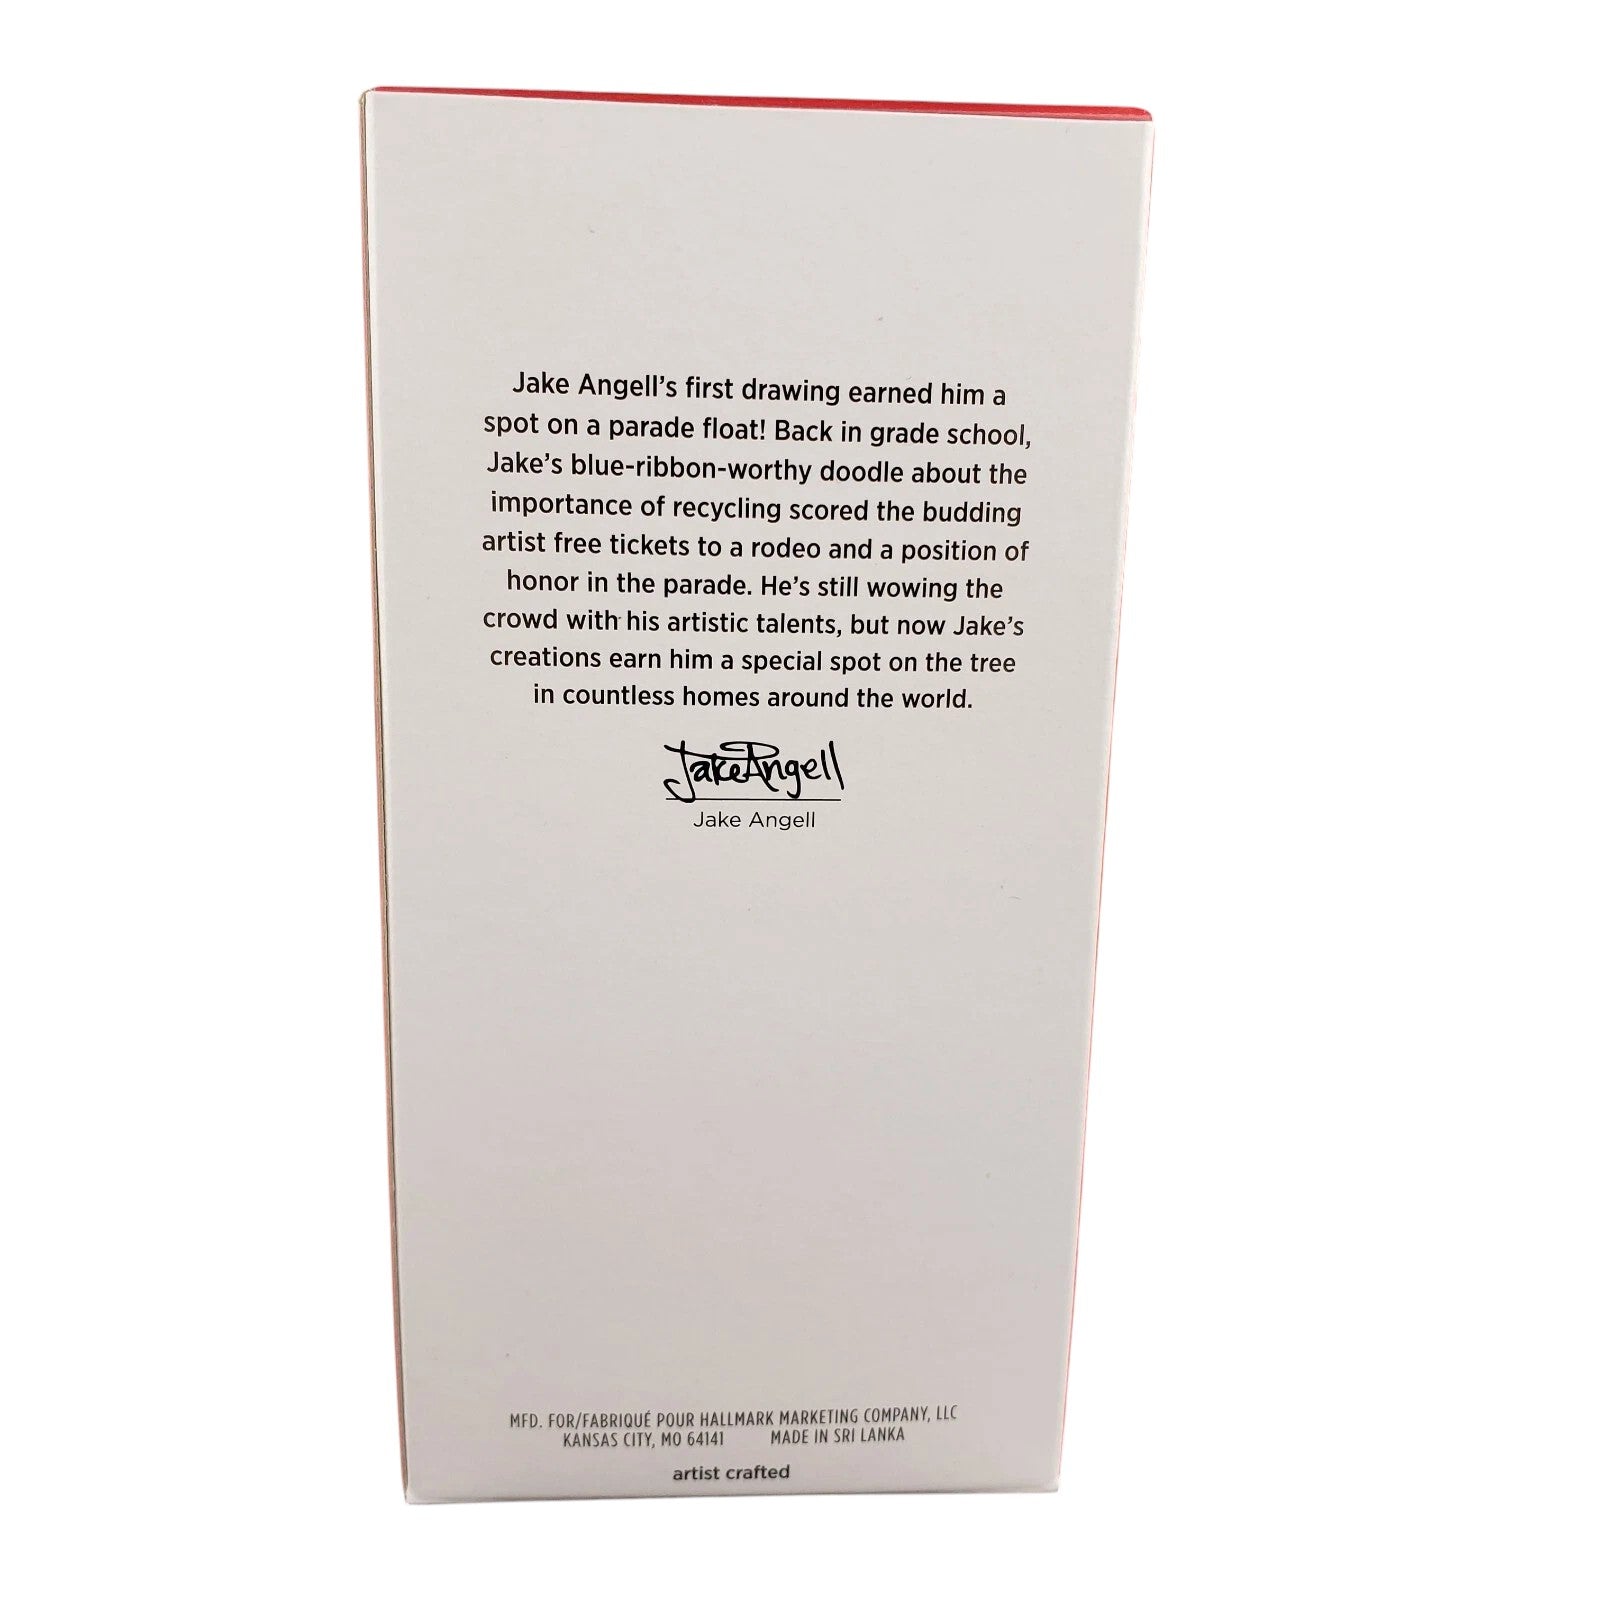 Jake Angell’s first drawing earned him a
spot on a parade float! Back in grade school,
Jake’s blue-ribbon-worthy doodle about the
importance of recycling scored the budding
artist free tickets to a rodeo and a position of
honor in the parade. He’s still wowing the
crowd with his artistic talents, but now Jake’s
creations earn him a special spot on the tree
in countless homes around the world.
Jake Angell
Jake Angell
MFD. FOR/FABRIQUÉ POUR HALLMARK MARKETING COMPANY, LLC
KANSAS CITY, MO 64141 MADE IN SRI LANKA
artist crafted